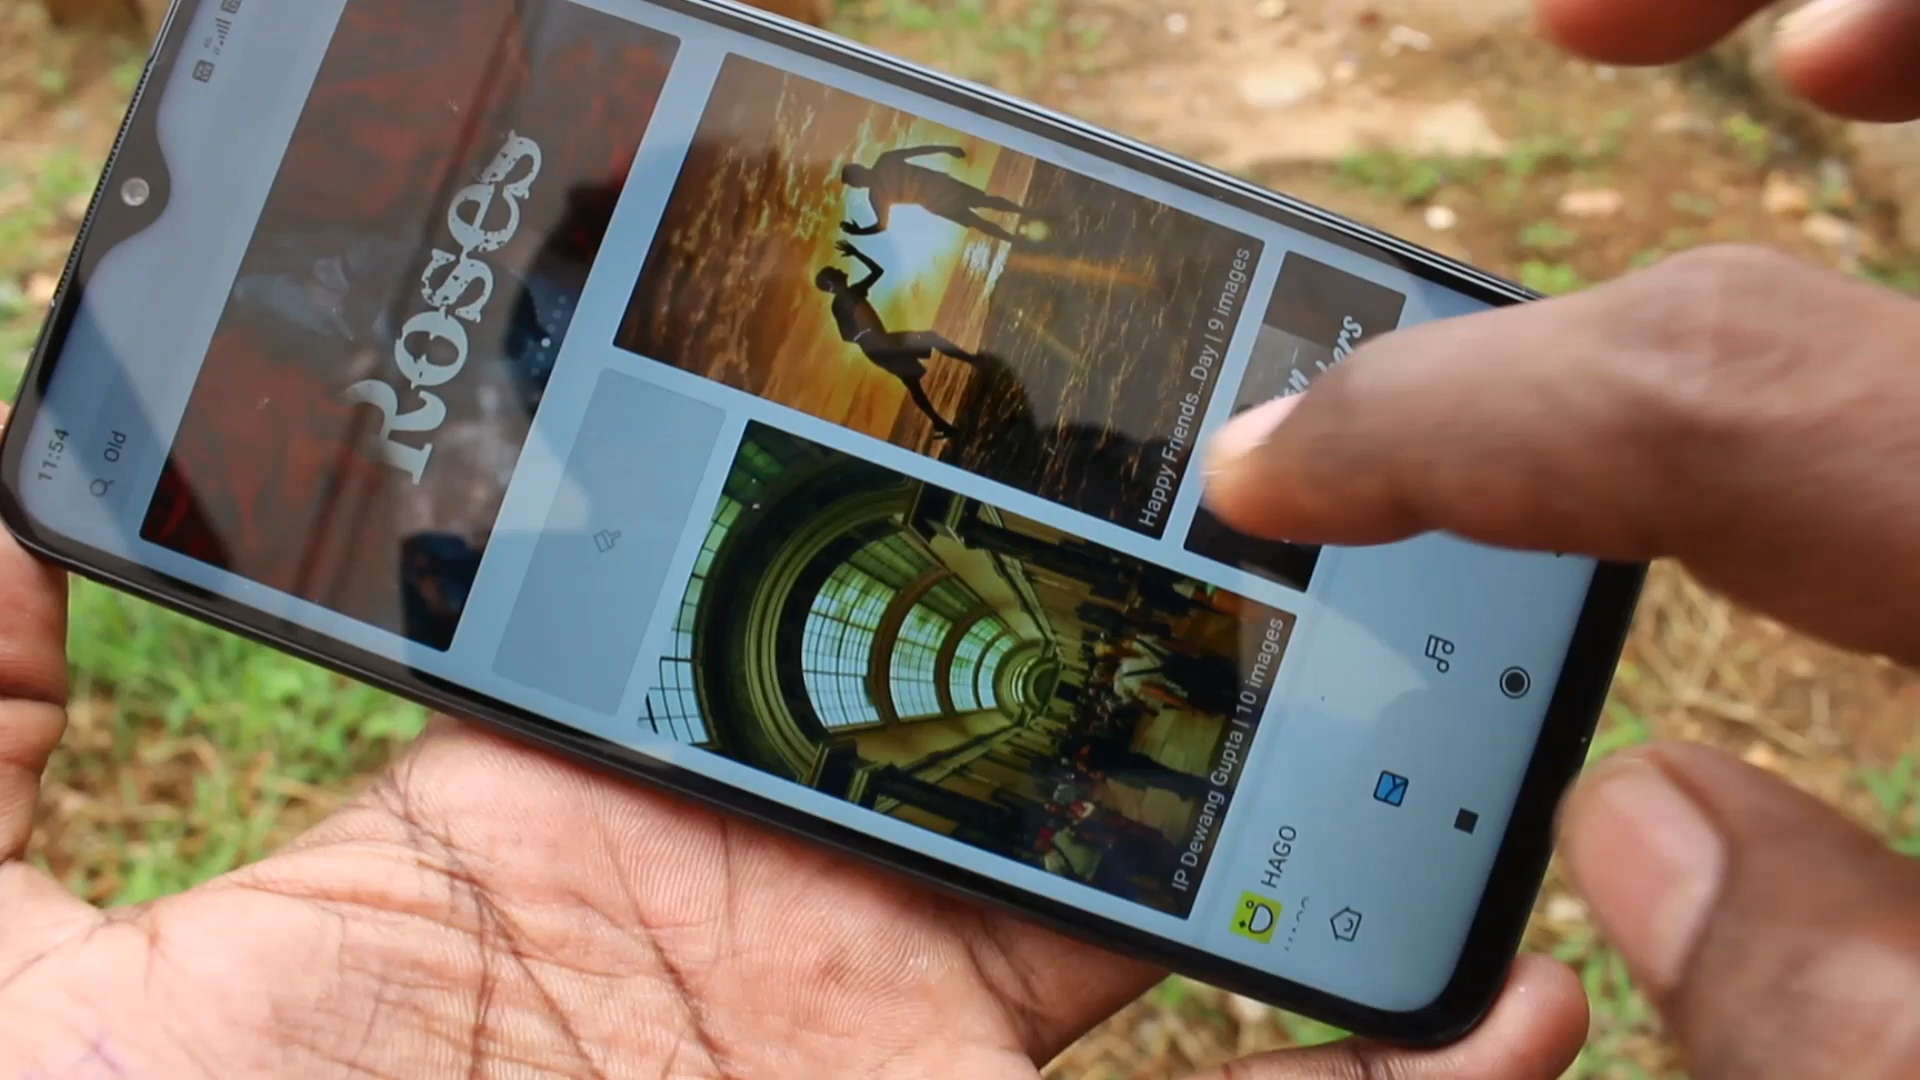 11:54
Old
Roses
Happy Friends...Day | 9 images
IP Dewang Gupta | 10 images
HAGO